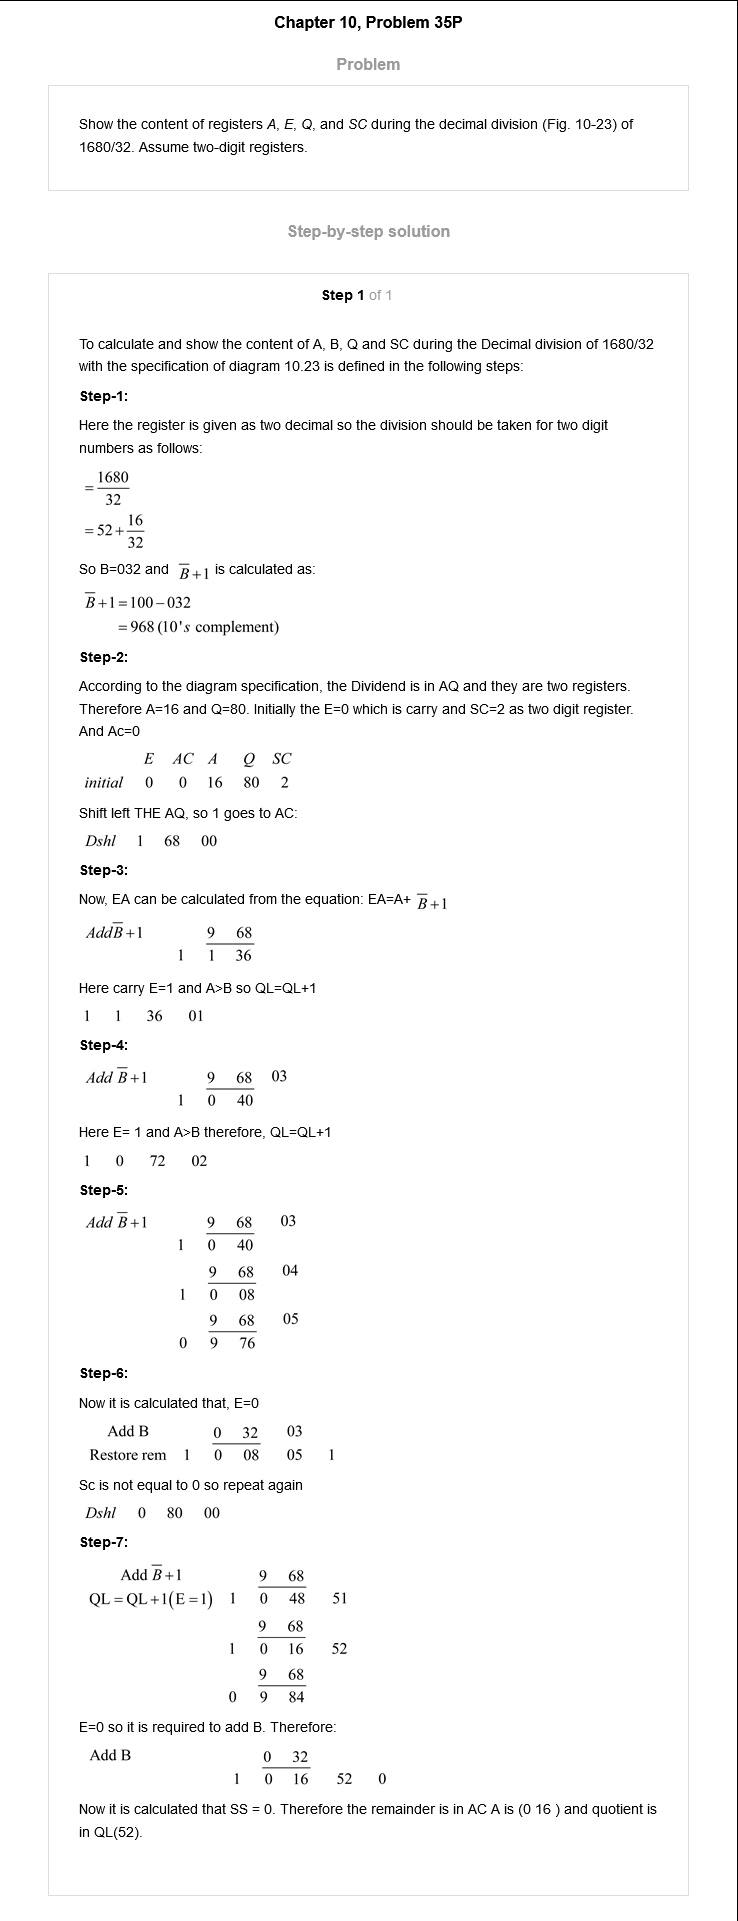 Chapter 10, Problem 35P
Problem
Show the content of registers A, E, Q, and SC during the decimal division (Fig. 10-23) of
1680/32. Assume two-digit registers.
Step-by-step solution
Step 1 of 1
To calculate and show the content of A, B, Q and SC during the Decimal division of 1680/32
with the specification of diagram 10.23 is defined in the following steps:
Step-1:
Here the register is given as two decimal so the division should be taken for two digit
numbers as follows:
= 1680/32
= 52 + 16/32
So B=032 and B̅+1 is calculated as:
B̅+1 = 100 − 032
= 968 (10's complement)
Step-2:
According to the diagram specification, the Dividend is in AQ and they are two registers.
Therefore A=16 and Q=80. Initially the E=0 which is carry and SC=2 as two digit register.
And Ac=0
E AC A Q SC
initial 0 0 16 80 2
Shift left THE AQ, so 1 goes to AC:
Dshl 1 68 00
Step-3:
Now, EA can be calculated from the equation: EA=A+ B̅+1
AddB̅+1 9 68
1 1 36
Here carry E=1 and A>B so QL=QL+1
1 1 36 01
Step-4:
Add B̅+1 9 68 03
1 0 40
Here E= 1 and A>B therefore, QL=QL+1
1 0 72 02
Step-5:
Add B̅+1 9 68 03
1 0 40
9 68 04
1 0 08
9 68 05
0 9 76
Step-6:
Now it is calculated that, E=0
Add B 0 32 03
Restore rem 1 0 08 05 1
Sc is not equal to 0 so repeat again
Dshl 0 80 00
Step-7:
Add B̅+1 9 68
QL = QL+1(E=1) 1 0 48 51
9 68
1 0 16 52
9 68
0 9 84
E=0 so it is required to add B. Therefore:
Add B 0 32
1 0 16 52 0
Now it is calculated that SS = 0. Therefore the remainder is in AC A is (0 16 ) and quotient is
in QL(52).